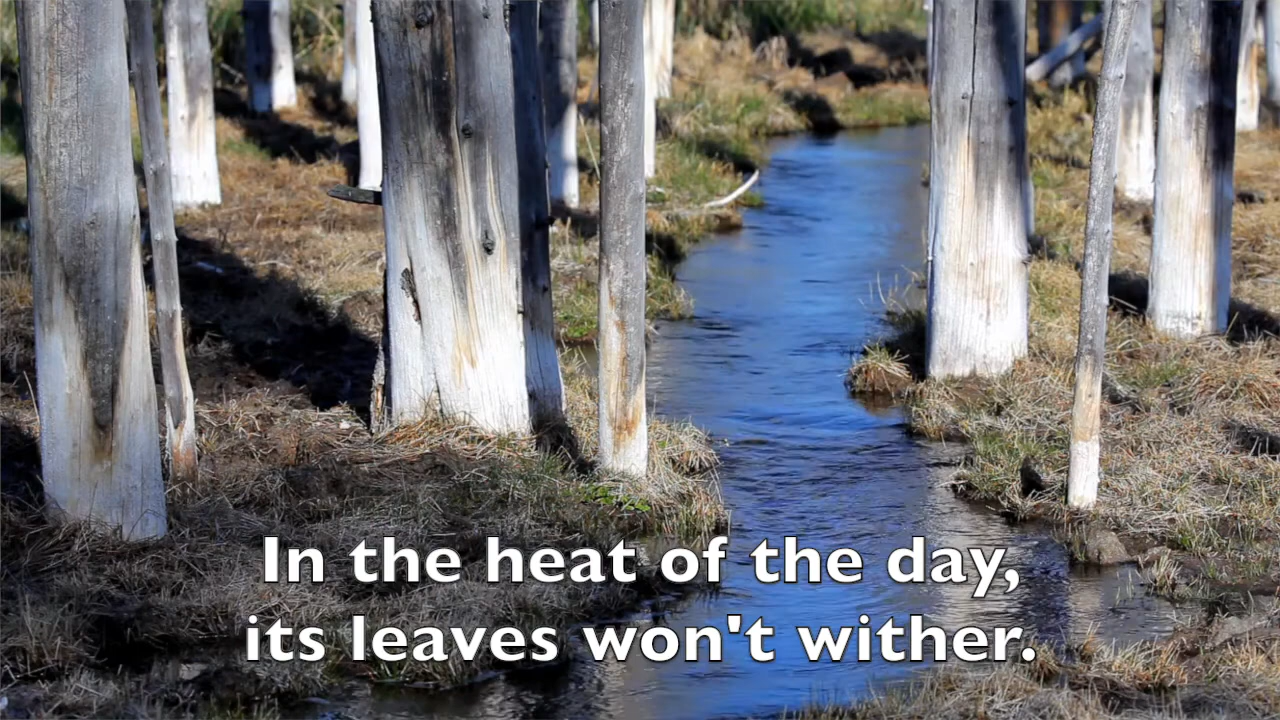 In the heat of the day,
its leaves won't wither.